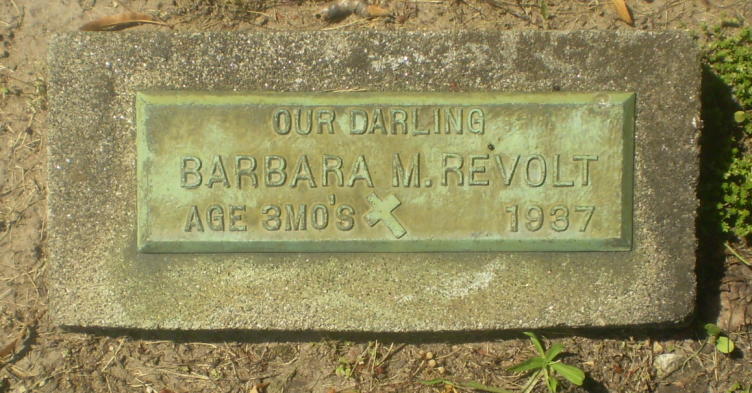 OUR DARLING
BARBARA M. REVOLT
AGE 3MO'S 1937